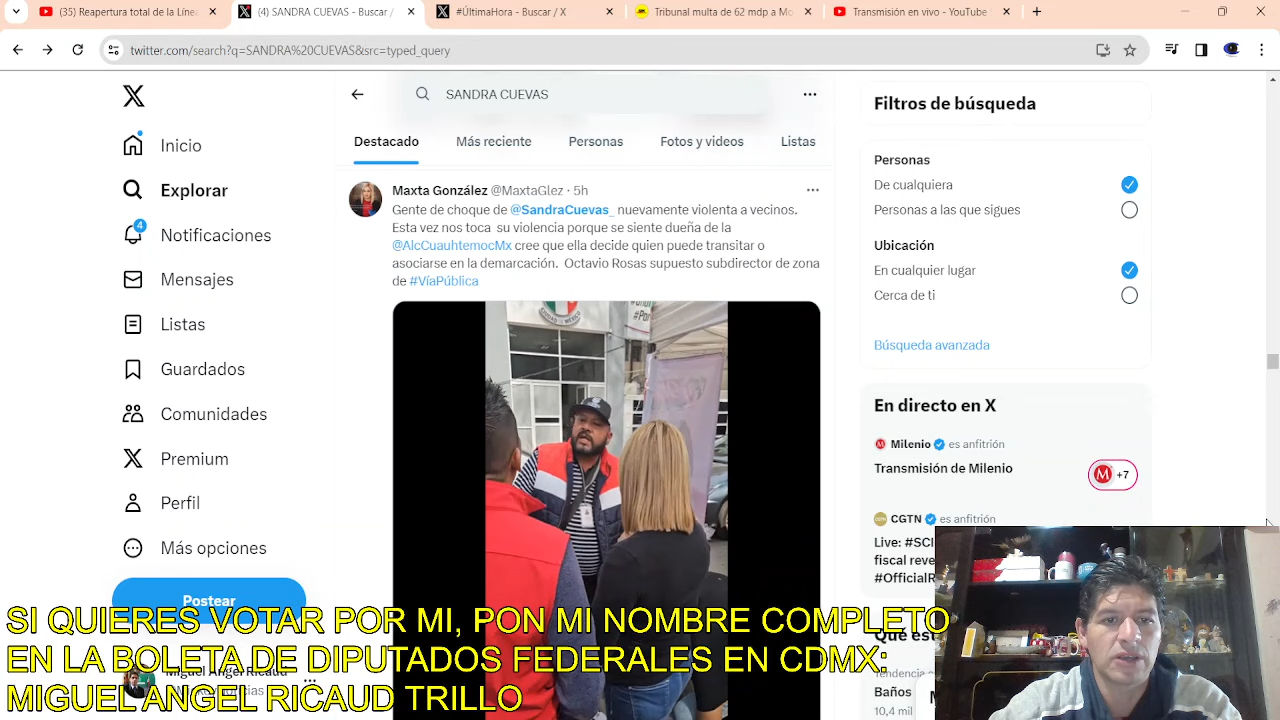 (35) Reapertura total de la Líne
(4) SANDRA CUEVAS - Buscar /
#ÚltimaHora - Buscar / X
Tribunal multa de 62 mdp a Mo
Transmisión en vivo - YouTube
twitter.com/search?q=SANDRA%20CUEVAS&src=typed_query
SANDRA CUEVAS
Destacado
Más reciente
Personas
Fotos y videos
Listas
Inicio
Explorar
4
Notificaciones
Mensajes
Listas
Guardados
Comunidades
Premium
Perfil
Más opciones
Postear
Maxta González @MaxtaGlez · 5h
Gente de choque de @SandraCuevas_ nuevamente violenta a vecinos.
Esta vez nos toca su violencia porque se siente dueña de la
@AlcCuauhtemocMx cree que ella decide quien puede transitar o
asociarse en la demarcación. Octavio Rosas supuesto subdirector de zona
de #VíaPública
Filtros de búsqueda
Personas
De cualquiera
Personas a las que sigues
Ubicación
En cualquier lugar
Cerca de ti
Búsqueda avanzada
En directo en X
Milenio es anfitrión
Transmisión de Milenio
M +7
CGTN es anfitrión
Live: #SCI
fiscal reve
#OfficialR
Qué est
Baños
10,4 mil
Miguel Angel Ricaud
SI QUIERES VOTAR POR MI, PON MI NOMBRE COMPLETO
EN LA BOLETA DE DIPUTADOS FEDERALES EN CDMX:
MIGUEL ANGEL RICAUD TRILLO